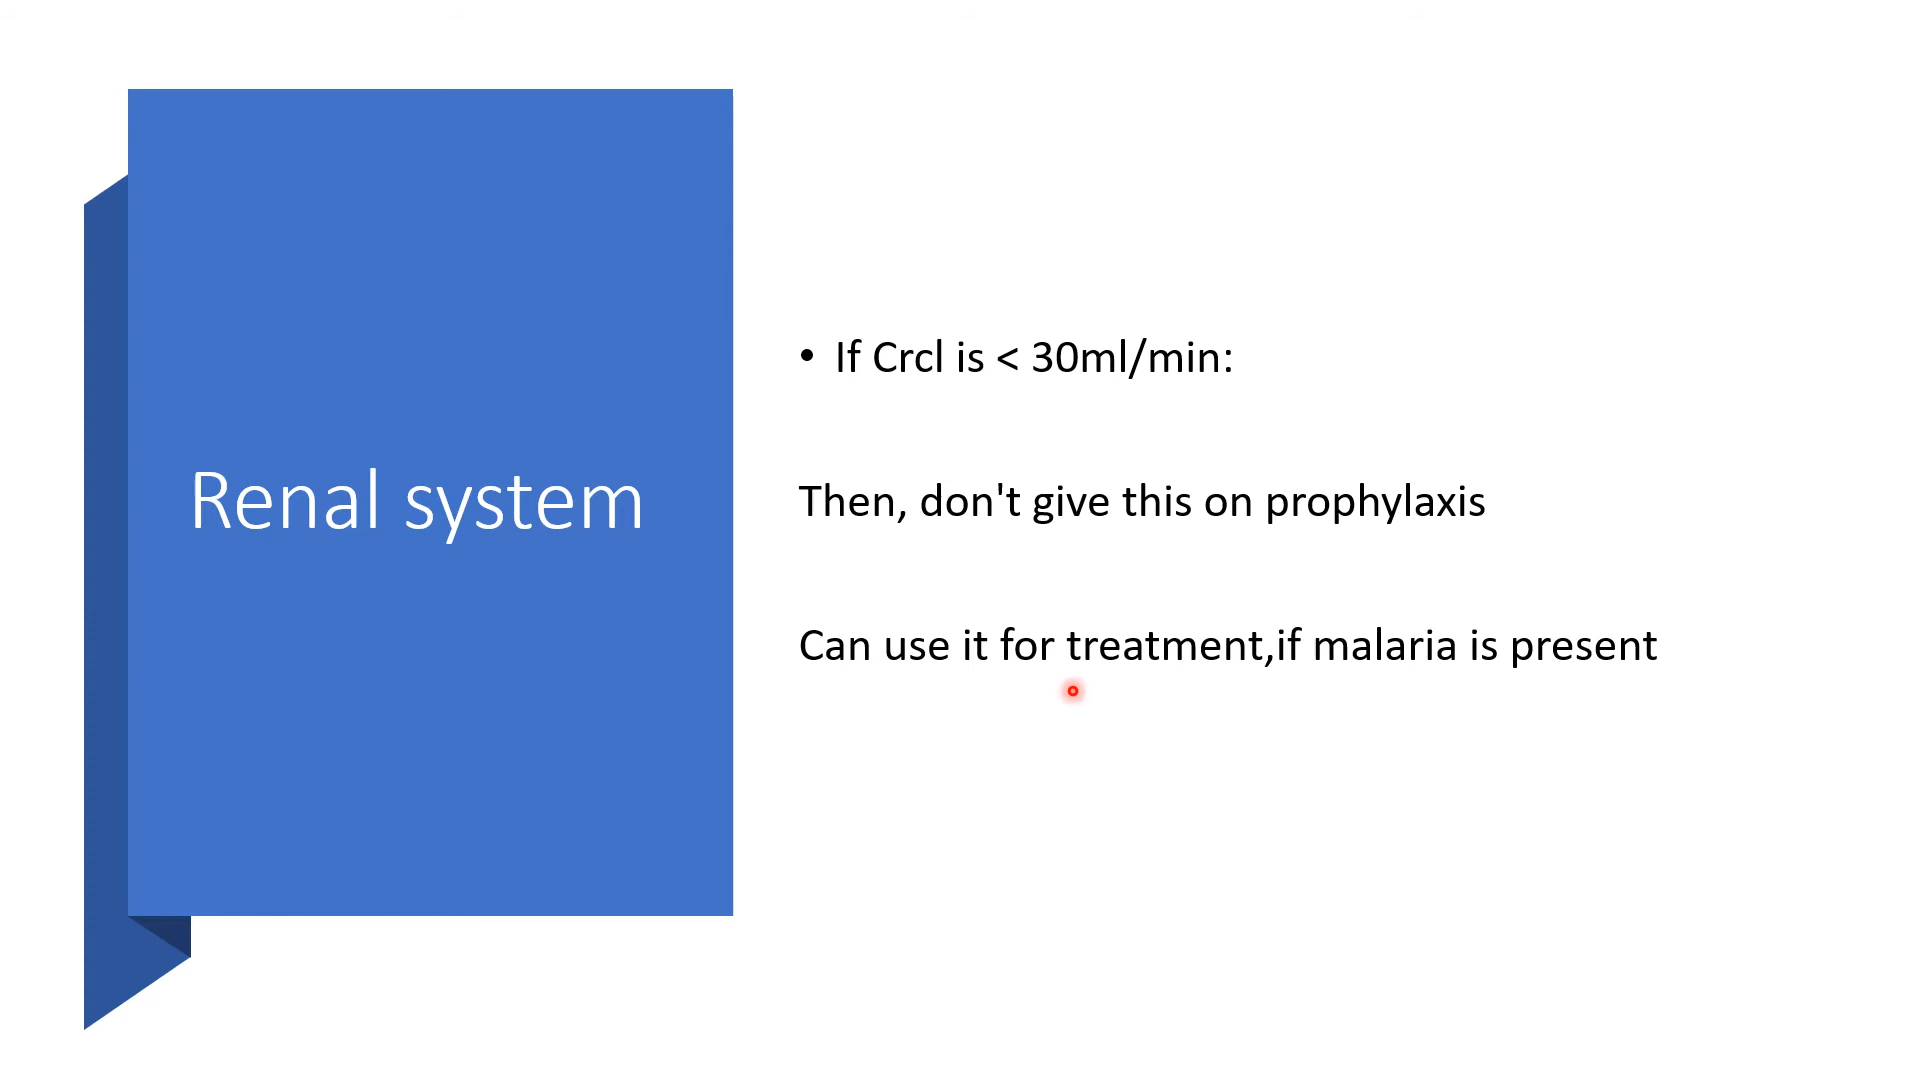 Renal system
• If Crcl is < 30ml/min:
Then, don't give this on prophylaxis
Can use it for treatment,if malaria is present